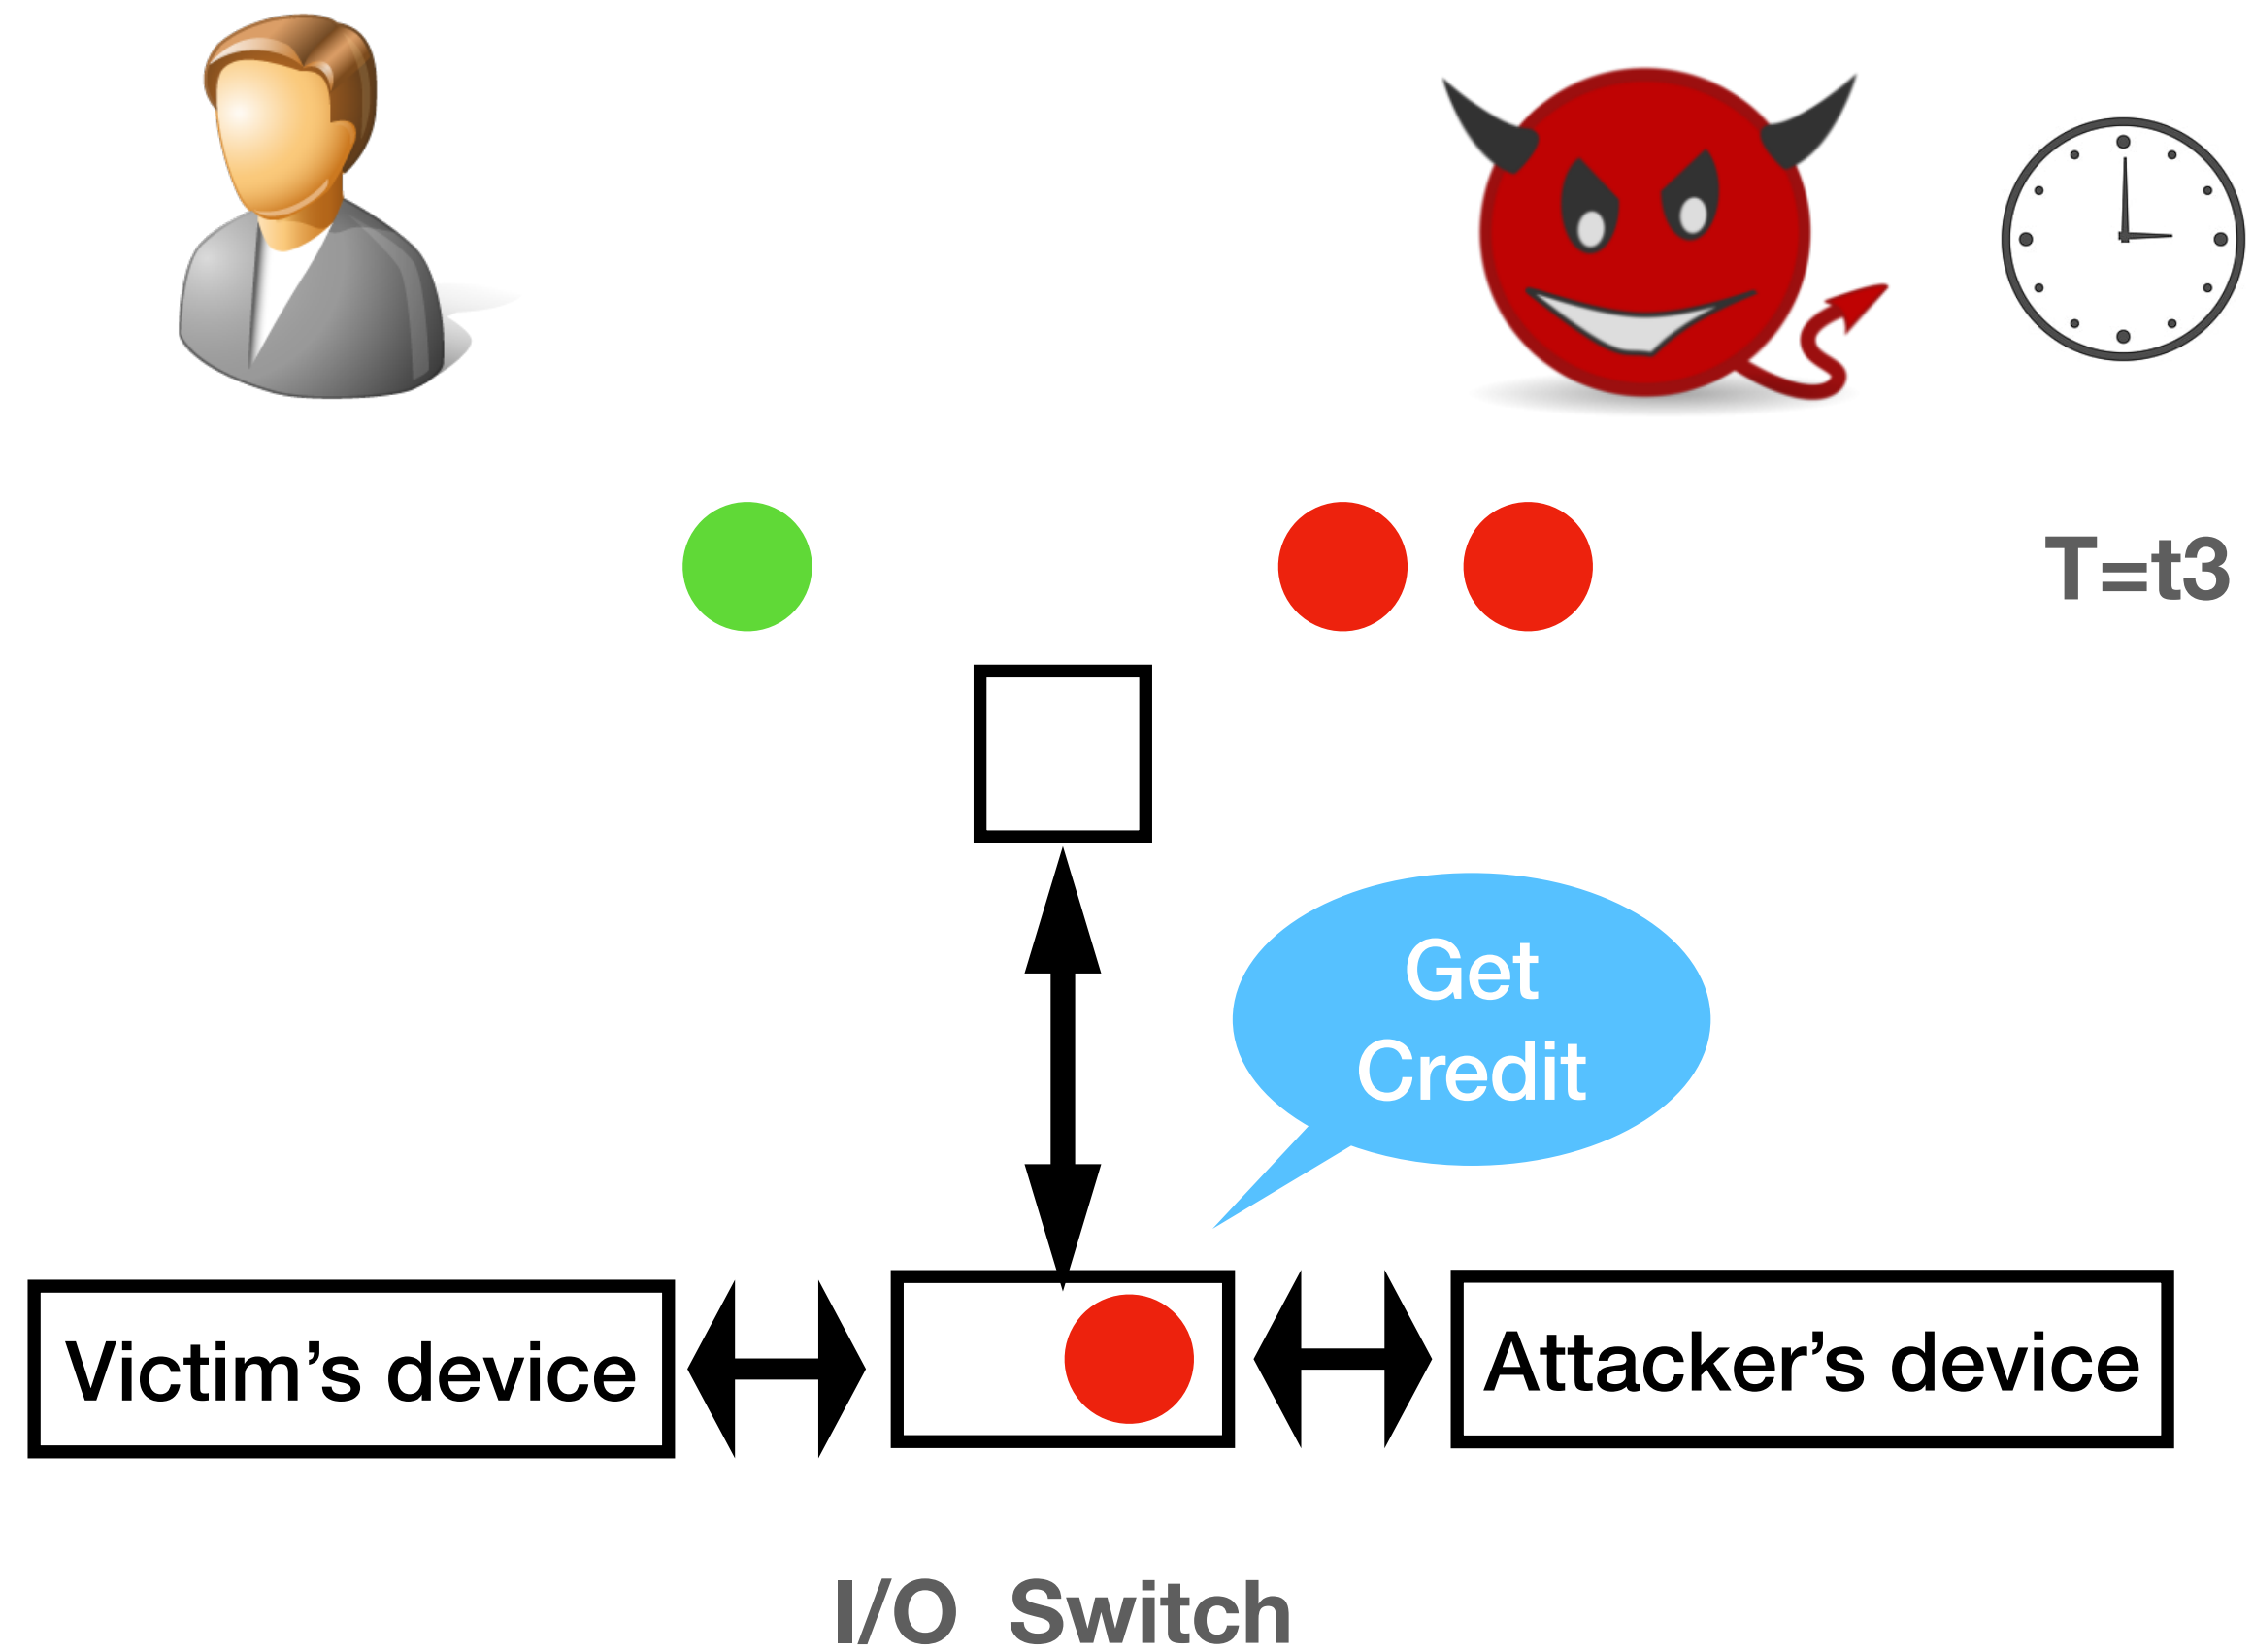 T=t3
Get
Credit
Victim’s device
Attacker’s device
I/O Switch